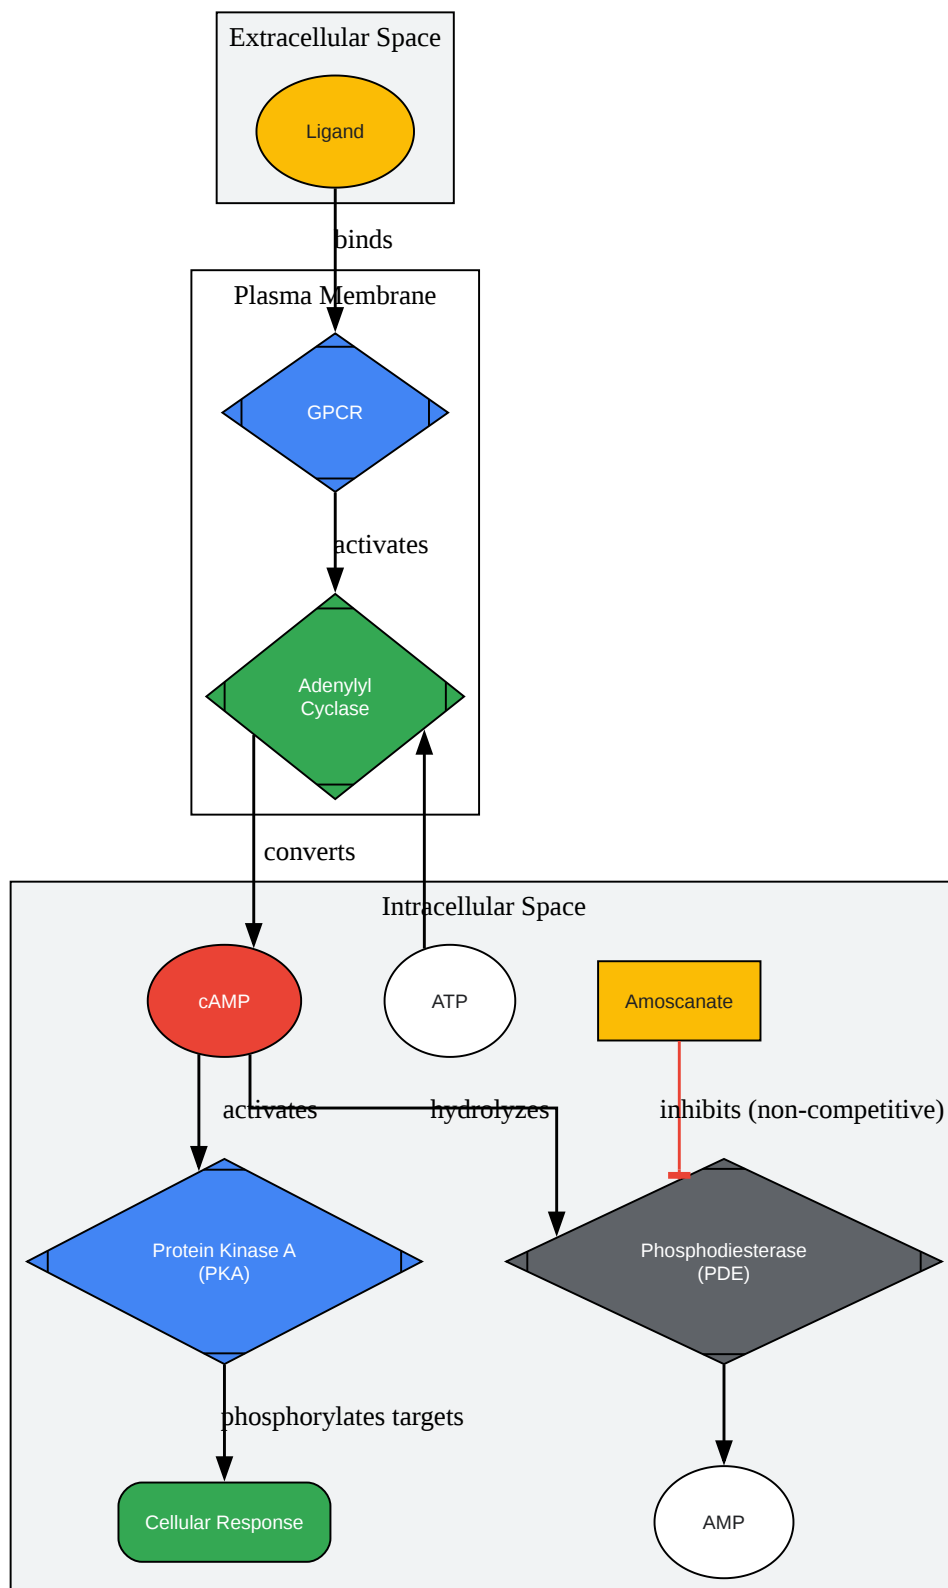 Extracellular Space
Ligand
binds
Plasma Membrane
GPCR
activates
Adenylyl
Cyclase
converts
Intracellular Space
cAMP
ATP
Amoscanate
activates
hydrolyzes
inhibits (non-competitive)
Protein Kinase A
(PKA)
Phosphodiesterase
(PDE)
phosphorylates targets
Cellular Response
AMP